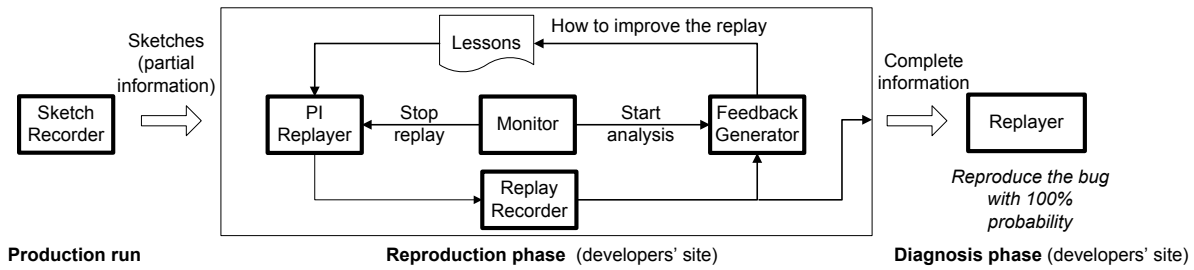 Sketches
(partial
information)
Sketch
Recorder
Lessons
How to improve the replay
PI
Replayer
Stop
replay
Monitor
Start
analysis
Feedback
Generator
Replay
Recorder
Complete
information
Replayer
Reproduce the bug
with 100%
probability
Production run
Reproduction phase (developers' site)
Diagnosis phase (developers' site)